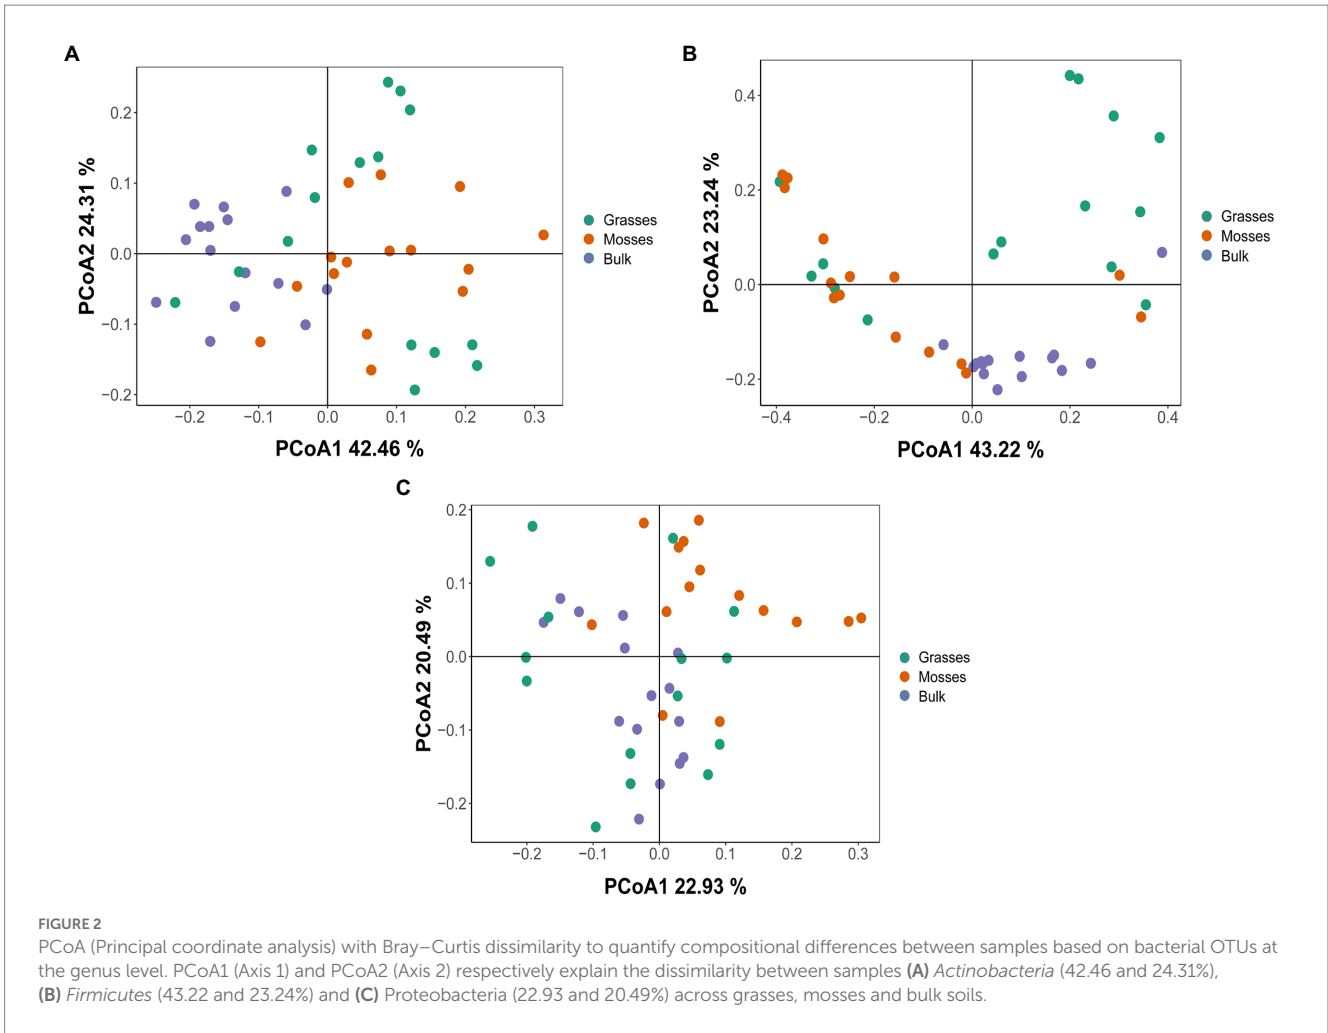 A
0.2
0.1
0.0
−0.1
−0.2
PCoA2 24.31 %
−0.2
−0.1
0.0
0.1
0.2
0.3
PCoA1 42.46 %
Grasses
Mosses
Bulk
B
0.4
0.2
0.0
−0.2
PCoA2 23.24 %
−0.4
−0.2
0.0
0.2
0.4
PCoA1 43.22 %
Grasses
Mosses
Bulk
C
0.2
0.1
0.0
−0.1
−0.2
PCoA2 20.49 %
−0.2
−0.1
0.0
0.1
0.2
0.3
PCoA1 22.93 %
Grasses
Mosses
Bulk
FIGURE 2
PCoA (Principal coordinate analysis) with Bray–Curtis dissimilarity to quantify compositional differences between samples based on bacterial OTUs at
the genus level. PCoA1 (Axis 1) and PCoA2 (Axis 2) respectively explain the dissimilarity between samples (A) Actinobacteria (42.46 and 24.31%),
(B) Firmicutes (43.22 and 23.24%) and (C) Proteobacteria (22.93 and 20.49%) across grasses, mosses and bulk soils.